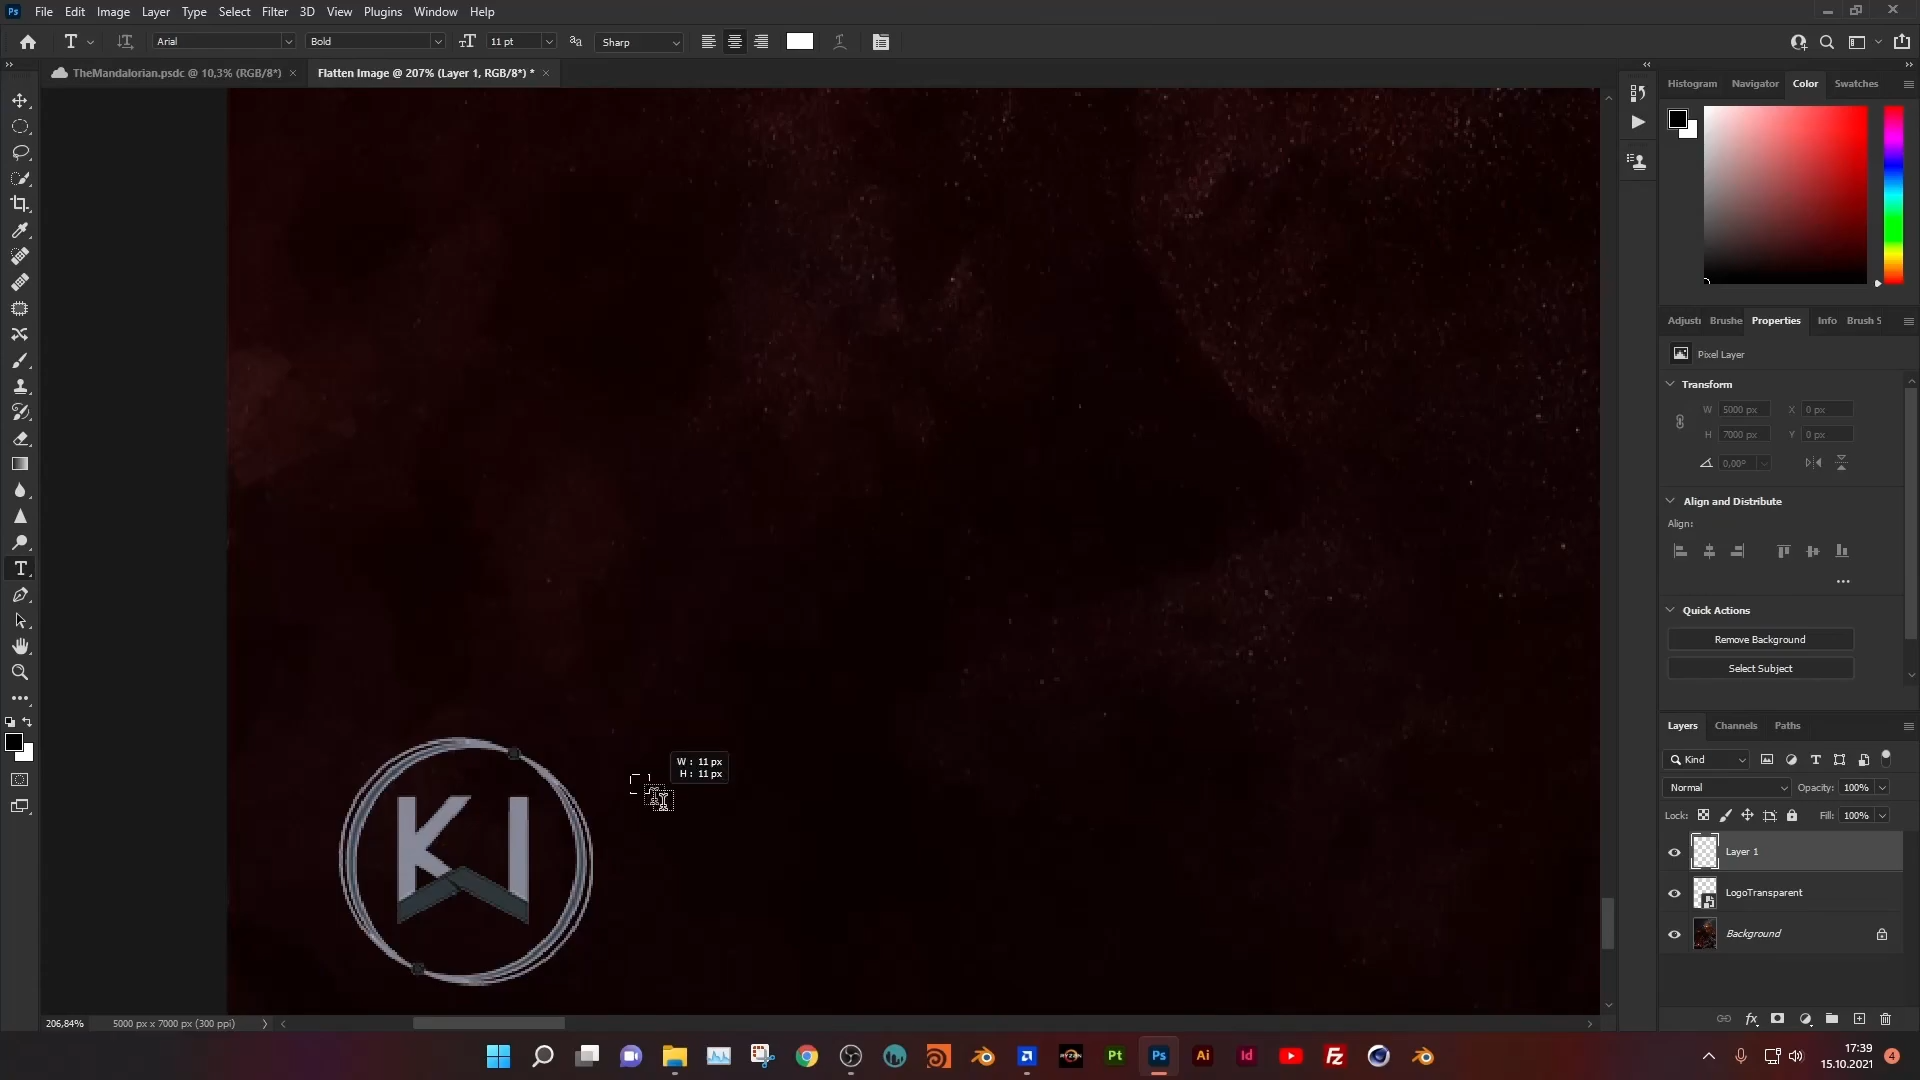 Ps File Edit Image Layer Type Select Filter 3D View Plugins Window Help
T Arial Bold 11 pt Sharp
TheMandalorian.psdc @ 10,3% (RGB/8*) × Flatten Image @ 207% (Layer 1, RGB/8*) * ×
Histogram Navigator Color Swatches
Adjusti Brushe Properties Info Brush S
Pixel Layer
Transform
W 5000 px X 0 px
H 7000 px Y 0 px
0,00°
Align and Distribute
Align:
Quick Actions
Remove Background
Select Subject
Layers Channels Paths
Kind
Normal Opacity: 100%
Lock: Fill: 100%
Layer 1
LogoTransparent
Background
W : 11 px
H : 11 px
KI
206,84% 5000 px x 7000 px (300 ppi)
Pt Ps Ai Id Fz
17:39
15.10.2021
4